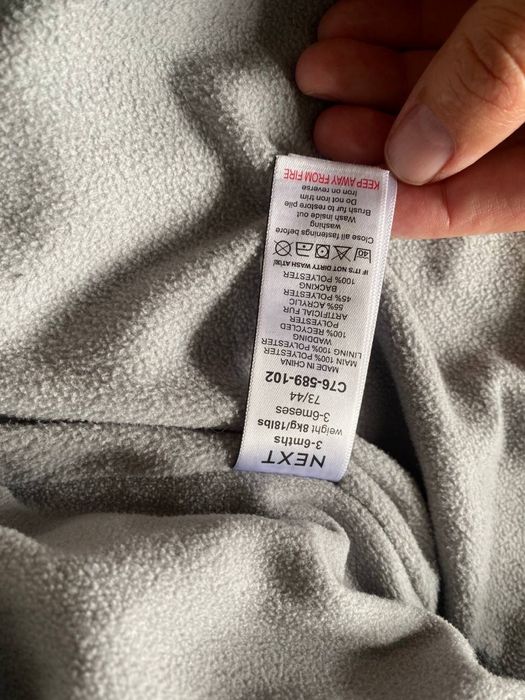 NEXT
3-6mths
weight 8kg/18lbs
3-6meses
73/44
C76-589-102
MADE IN CHINA
MAIN 100% POLYESTER
LINING 100% POLYESTER
WADDING
100% RECYCLED
POLYESTER
ARTIFICIAL FUR
55% ACRYLIC
45% POLYESTER
BACKING
100% POLYESTER
IF IT'S NOT DIRTY WASH AT
40
Close all fastenings before
washing
Wash inside out
Brush fur to restore pile
Do not iron trim
Iron on reverse
KEEP AWAY FROM FIRE